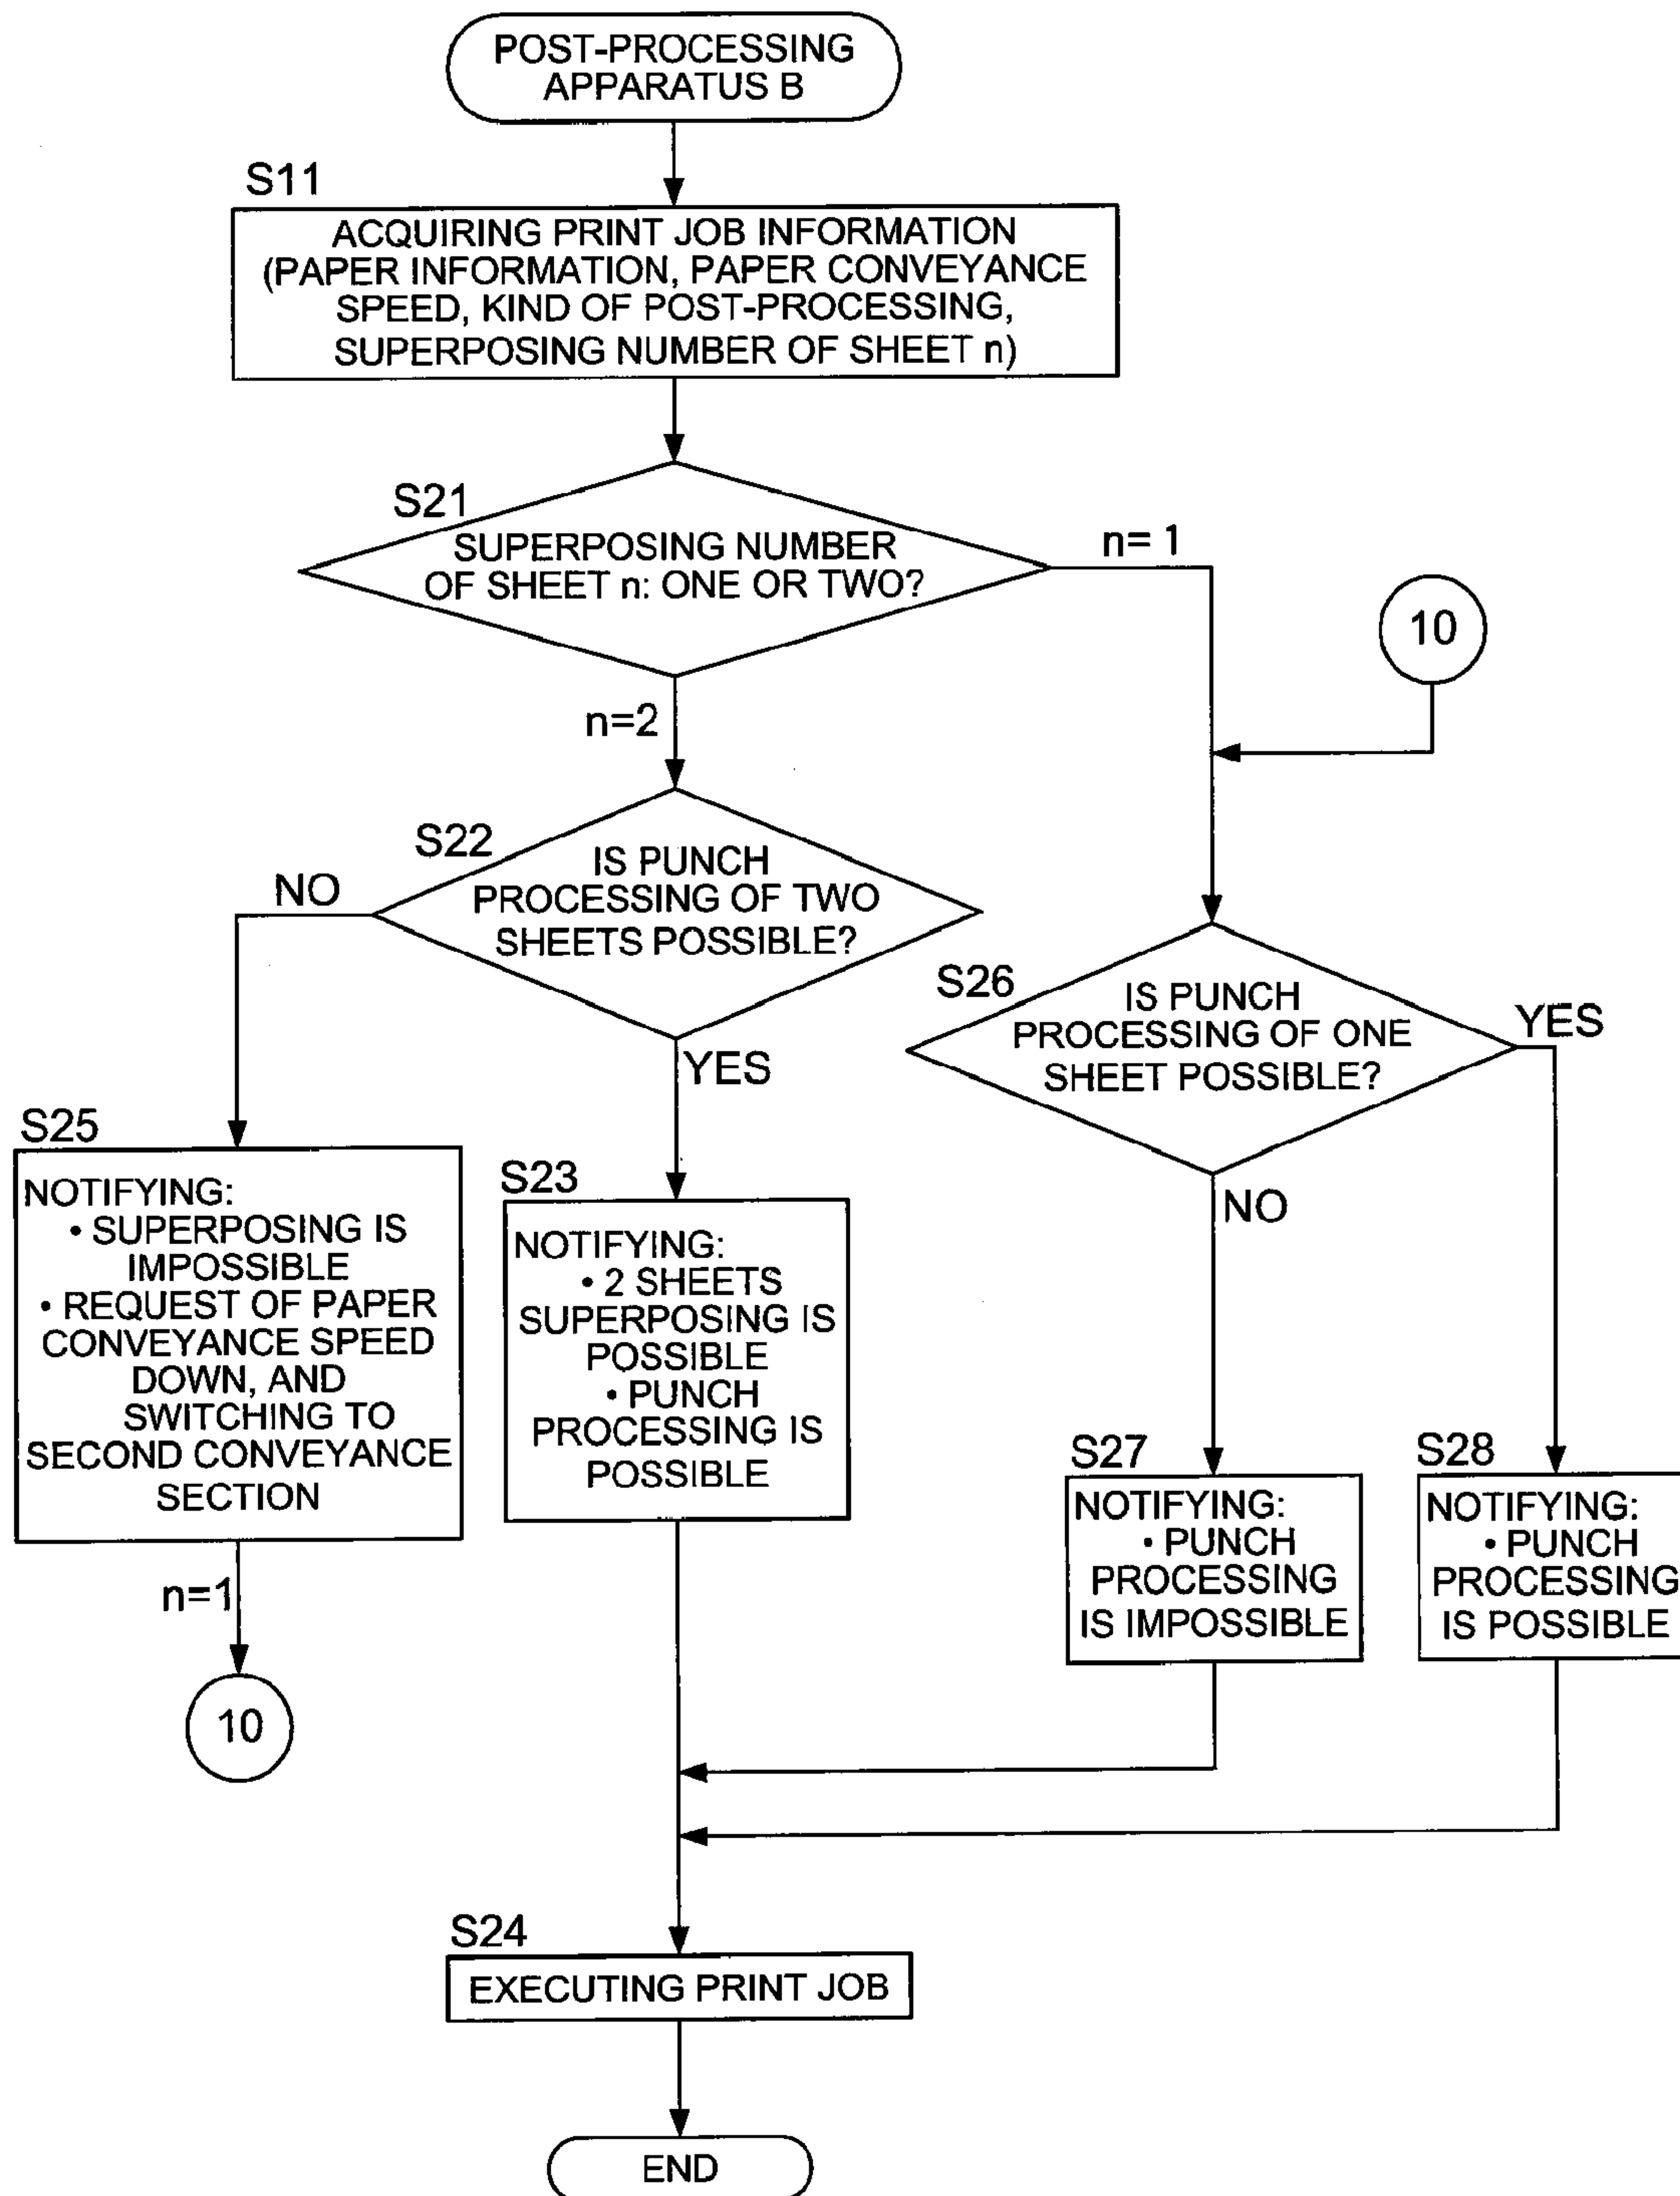 POST-PROCESSING
APPARATUS B
S11
ACQUIRING PRINT JOB INFORMATION
(PAPER INFORMATION, PAPER CONVEYANCE
SPEED, KIND OF POST-PROCESSING,
SUPERPOSING NUMBER OF SHEET n)
S21
SUPERPOSING NUMBER
OF SHEET n: ONE OR TWO?
n= 1
10
n=2
S22
IS PUNCH
PROCESSING OF TWO
SHEETS POSSIBLE?
NO
YES
S26
IS PUNCH
PROCESSING OF ONE
SHEET POSSIBLE?
YES
NO
S25
NOTIFYING:
• SUPERPOSING IS
IMPOSSIBLE
• REQUEST OF PAPER
CONVEYANCE SPEED
DOWN, AND
SWITCHING TO
SECOND CONVEYANCE
SECTION
n=1
10
S23
NOTIFYING:
• 2 SHEETS
SUPERPOSING IS
POSSIBLE
• PUNCH
PROCESSING IS
POSSIBLE
S27
NOTIFYING:
• PUNCH
PROCESSING
IS IMPOSSIBLE
S28
NOTIFYING:
• PUNCH
PROCESSING
IS POSSIBLE
S24
EXECUTING PRINT JOB
END